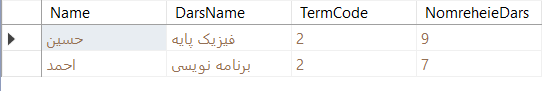 Name DarsName TermCode NomreheieDars
حسین فیزیک پایه 2 9
احمد برنامه نویسی 2 7